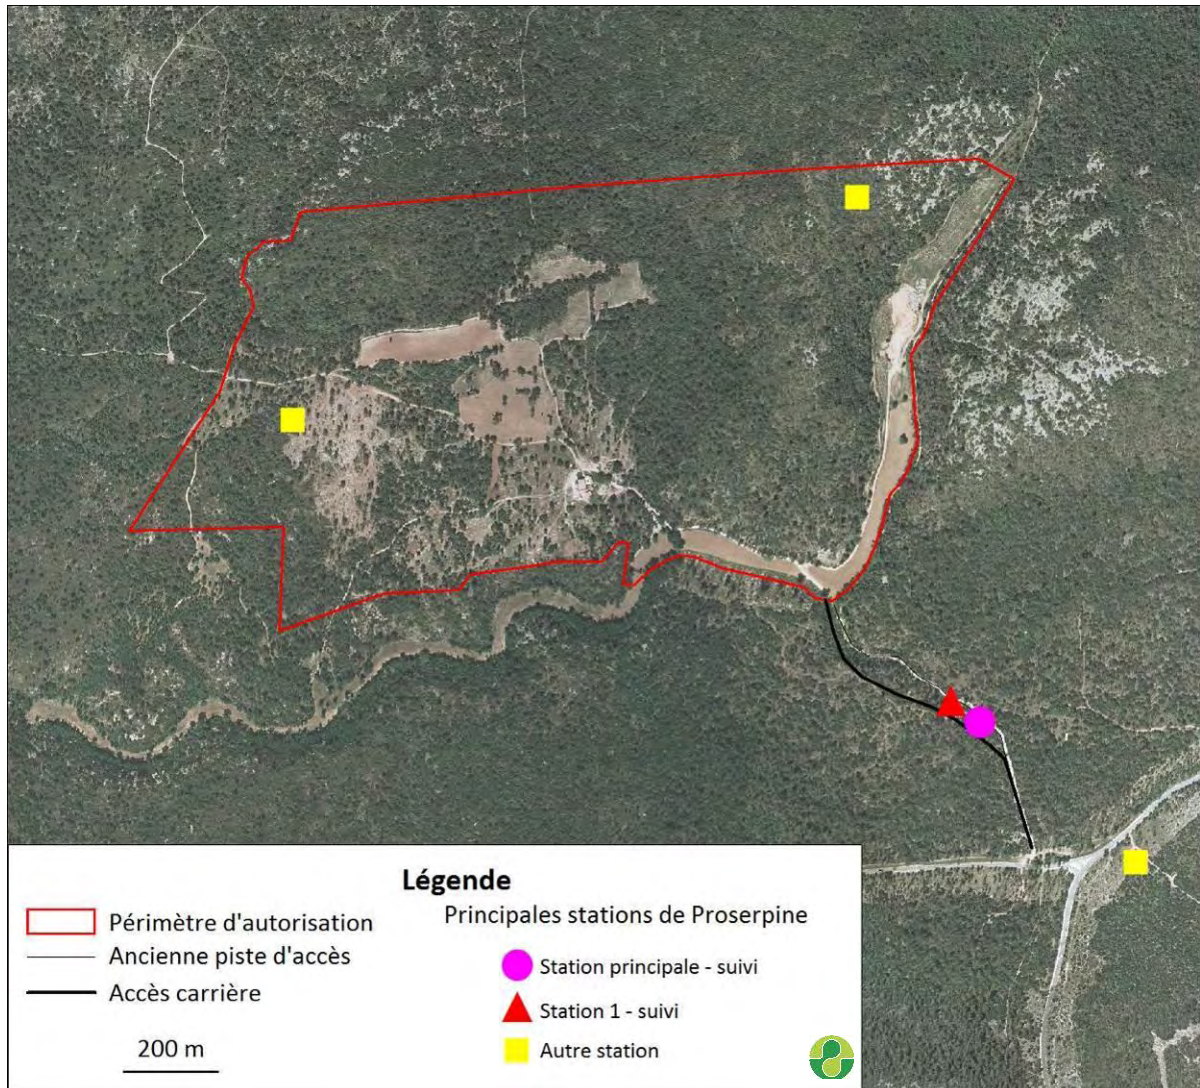 Légende
Périmètre d'autorisation
Ancienne piste d'accès
Accès carrière
200 m
Principales stations de Proserpine
Station principale - suivi
Station 1 - suivi
Autre station